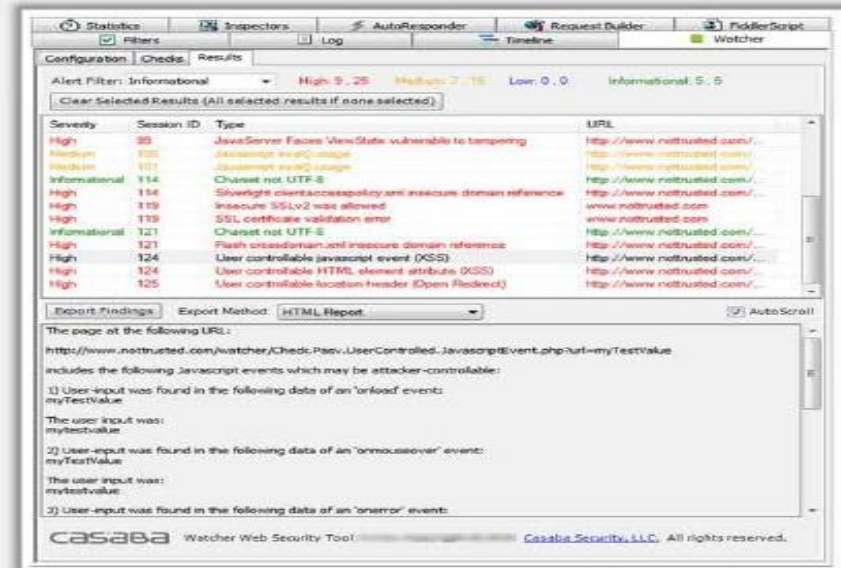 Statistics Inspectors AutoResponder Request Builder FiddlerScript
Filters Log Timeline Watcher
Configuration Checks Results
Alert Filter: Informational High: 9 , 25 Medium: 7 , 15 Low: 0 , 0 Informational: 5 , 5
Clear Selected Results (All selected results if none selected)
Severity Session ID Type URL
High JavaServer Faces ViewState vulnerable to tampering http://www.nottrusted.com/...
Medium Javascript eval() usage http://www.nottrusted.com/...
Medium 101 Javascript eval() usage http://www.nottrusted.com/...
Informational 114 Charset not UTF-8 http://www.nottrusted.com/...
High 114 Silverlight clientaccesspolicy.xml insecure domain reference http://www.nottrusted.com/...
High 119 Insecure SSLv2 was allowed www.nottrusted.com
High 119 SSL certificate validation error www.nottrusted.com
Informational 121 Charset not UTF-8 http://www.nottrusted.com/...
High 121 Flash crossdomain.xml insecure domain reference http://www.nottrusted.com/...
High 124 User controllable javascript event (XSS) http://www.nottrusted.com/...
High 124 User controllable HTML element attribute (XSS) http://www.nottrusted.com/...
High 125 User controllable location header (Open Redirect) http://www.nottrusted.com/...
Export Findings Export Method: HTML Report AutoScroll
The page at the following URL:
http://www.nottrusted.com/watcher/Check.Pasv.UserControlled.JavascriptEvent.php?url=myTestValue
includes the following Javascript events which may be attacker-controllable:
1) User-input was found in the following data of an 'onload' event:
myTestValue
The user input was:
mytestvalue
2) User-input was found in the following data of an 'onmouseover' event:
myTestValue
The user input was:
mytestvalue
3) User-input was found in the following data of an 'onerror' event:
casaba Watcher Web Security Tool Casaba Security, LLC. All rights reserved.